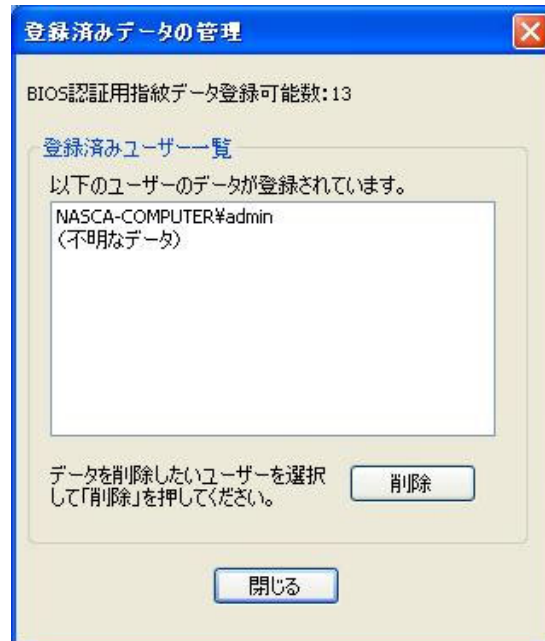 登録済みデータの管理
BIOS認証用指紋データ登録可能数:13
登録済みユーザー一覧
以下のユーザーのデータが登録されています。
NASCA-COMPUTER¥admin
(不明なデータ)
データを削除したいユーザーを選択
して「削除」を押してください。
削除
閉じる